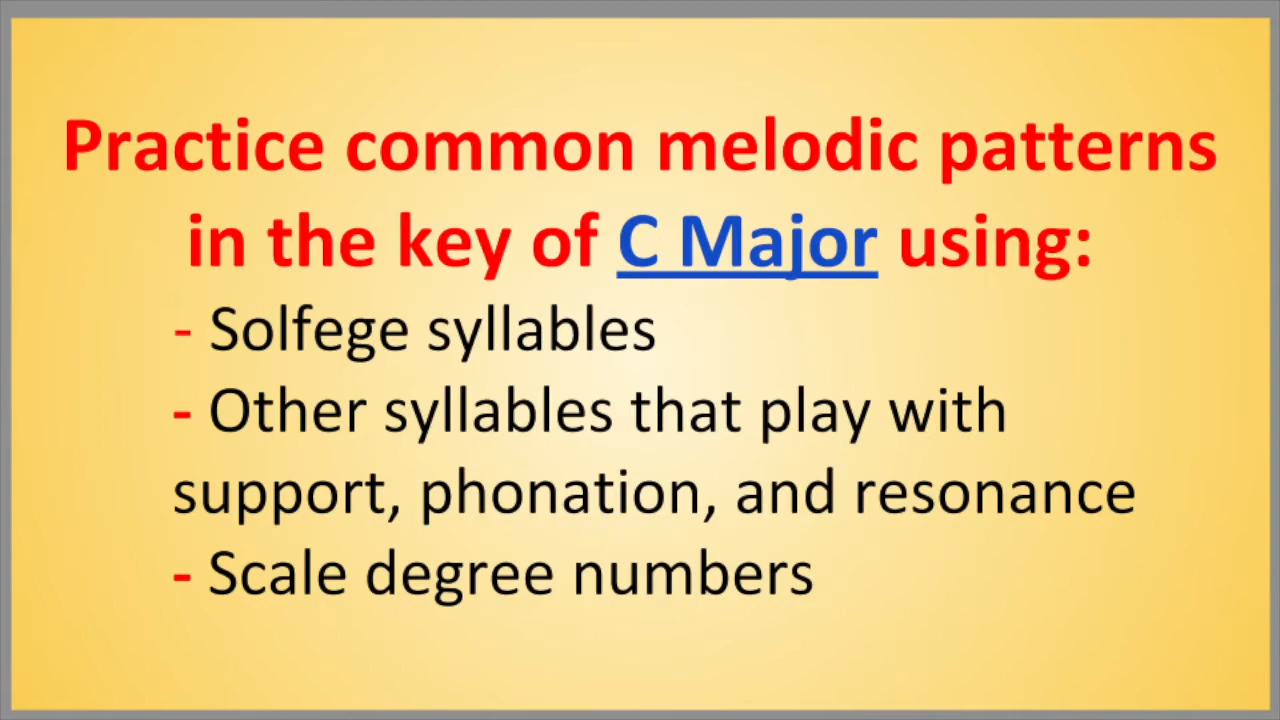 Practice common melodic patterns
in the key of C Major using:
- Solfege syllables
- Other syllables that play with
support, phonation, and resonance
- Scale degree numbers